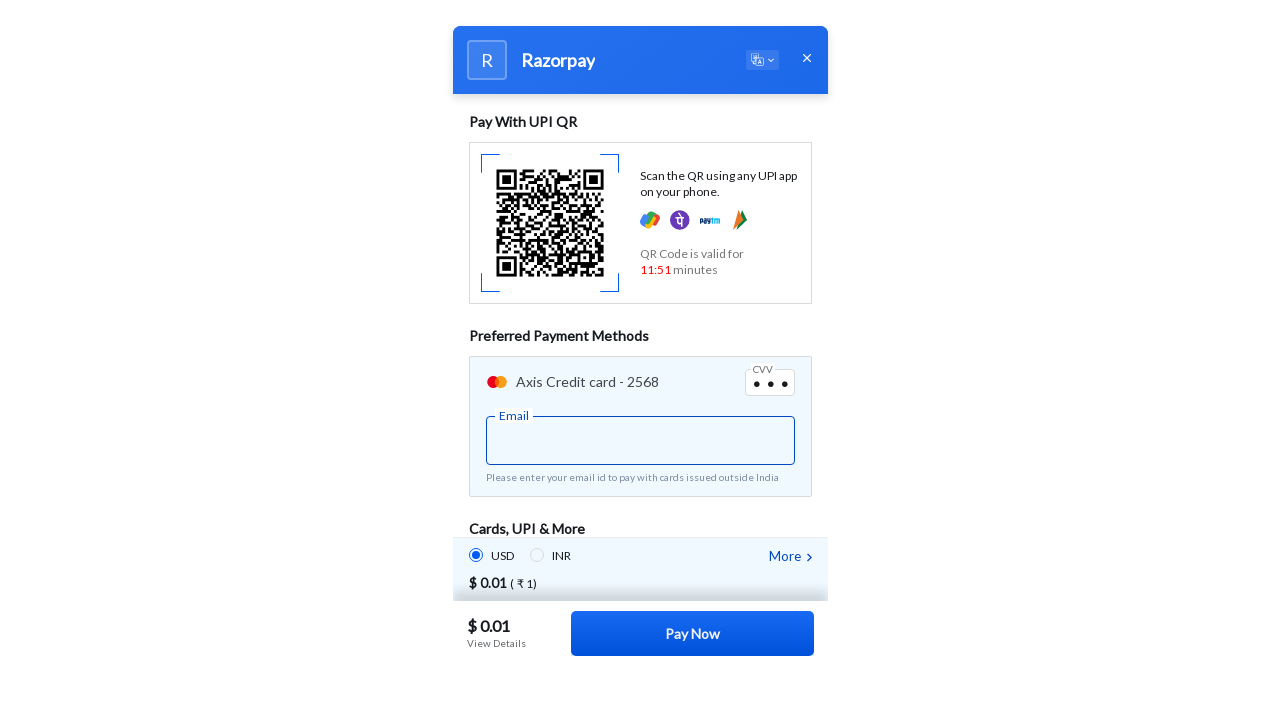 R
Razorpay
Pay With UPI QR
Scan the QR using any UPI app
on your phone.
paytm
QR Code is valid for
11:51 minutes
Preferred Payment Methods
Axis Credit card - 2568
CVV
Email
Please enter your email id to pay with cards issued outside India
Cards, UPI & More
USD
INR
More
$ 0.01 ( ₹ 1)
$ 0.01
View Details
Pay Now